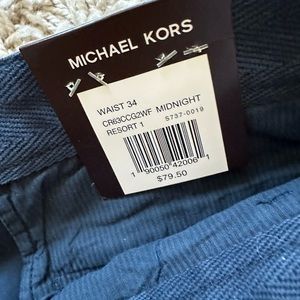 MICHAEL KORS
WAIST 34
CR63CCG2WF MIDNIGHT
RESORT 1 5737-0019
1 90050 42006 1
$79.50